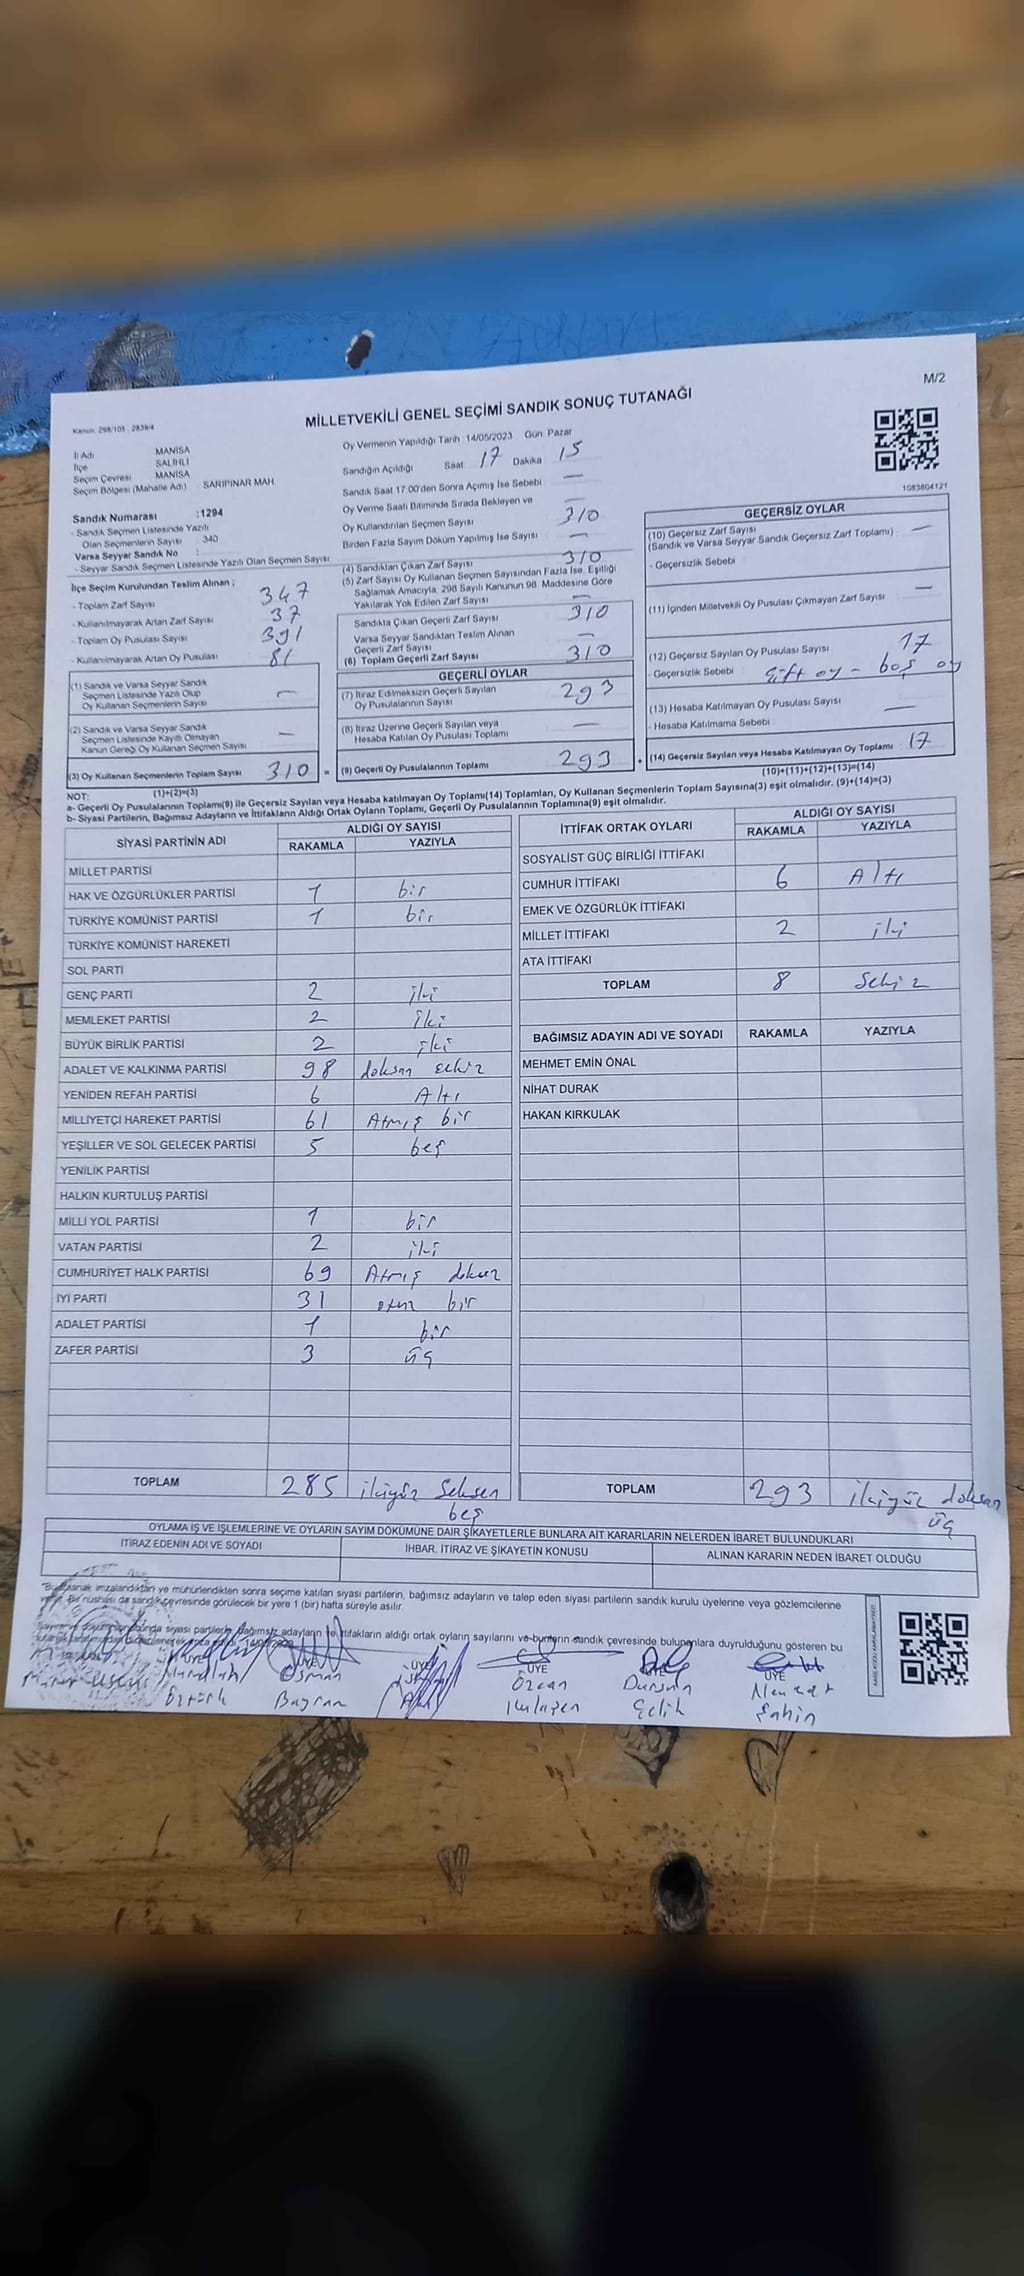 M/2
MİLLETVEKİLİ GENEL SEÇİMİ SANDIK SONUÇ TUTANAĞI
Kanun, 298/103 , 2839/4
İl Adı MANİSA
İlçe SALİHLİ
Seçim Çevresi MANİSA
Seçim Bölgesi (Mahalle Adı) SARIPINAR MAH.
Sandık Numarası :1294
- Sandık Seçmen Listesinde Yazılı
Olan Seçmenlerin Sayısı : 340
Varsa Seyyar Sandık No :
- Seyyar Sandık Seçmen Listesinde Yazılı Olan Seçmen Sayısı :
Oy Vermenin Yapıldığı Tarih : 14/05/2023 Gün: Pazar
Sandığın Açıldığı Saat 17 Dakika 15
Sandık Saat 17.00'den Sonra Açımış İse Sebebi : —
Oy Verme Saati Bitiminde Sırada Bekleyen ve —
Oy Kullandırılan Seçmen Sayısı 310
Birden Fazla Sayım Döküm Yapılmış İse Sayısı : —
1083604121
İlçe Seçim Kurulundan Teslim Alınan ;
- Toplam Zarf Sayısı 347
- Kullanılmayarak Artan Zarf Sayısı 37
- Toplam Oy Pusulası Sayısı 391
- Kullanılmayarak Artan Oy Pusulası 81
(1) Sandık ve Varsa Seyyar Sandık
Seçmen Listesinde Yazılı Olup
Oy Kullanan Seçmenlerin Sayısı —
(2) Sandık ve Varsa Seyyar Sandık
Seçmen Listesinde Kayıtlı Olmayan
Kanun Gereği Oy Kullanan Seçmen Sayısı —
(3) Oy Kullanan Seçmenlerin Toplam Sayısı 310 =
(1)+(2)=(3)
(4) Sandıktan Çıkan Zarf Sayısı 310
(5) Zarf Sayısı Oy Kullanan Seçmen Sayısından Fazla İse, Eşitliği
Sağlamak Amacıyla, 298 Sayılı Kanunun 98. Maddesine Göre
Yakılarak Yok Edilen Zarf Sayısı —
Sandıkta Çıkan Geçerli Zarf Sayısı 310
Varsa Seyyar Sandıktan Teslim Alınan
Geçerli Zarf Sayısı —
(6) Toplam Geçerli Zarf Sayısı 310
GEÇERLİ OYLAR
(7) İtiraz Edilmeksizin Geçerli Sayılan
Oy Pusulalarının Sayısı 293
(8) İtiraz Üzerine Geçerli Sayılan veya
Hesaba Katılan Oy Pusulası Toplamı —
(9) Geçerli Oy Pusulalarının Toplamı 293 +
GEÇERSİZ OYLAR
(10) Geçersiz Zarf Sayısı
(Sandık ve Varsa Seyyar Sandık Geçersiz Zarf Toplamı) —
- Geçersizlik Sebebi
(11) İçinden Milletvekili Oy Pusulası Çıkmayan Zarf Sayısı —
(12) Geçersiz Sayılan Oy Pusulası Sayısı 17
- Geçersizlik Sebebi Çift oy – boş oy
(13) Hesaba Katılmayan Oy Pusulası Sayısı —
- Hesaba Katılmama Sebebi
(14) Geçersiz Sayılan veya Hesaba Katılmayan Oy Toplamı 17
(10)+(11)+(12)+(13)=(14)
NOT:
a- Geçerli Oy Pusulalarının Toplamı(9) ile Geçersiz Sayılan veya Hesaba katılmayan Oy Toplamı(14) Toplamları, Oy Kullanan Seçmenlerin Toplam Sayısına(3) eşit olmalıdır. (9)+(14)=(3)
b- Siyasi Partilerin, Bağımsız Adayların ve İttifakların Aldığı Oyların Toplamı, Geçerli Oy Pusulalarının Toplamına(9) eşit olmalıdır.
SİYASİ PARTİNİN ADI ALDIĞI OY SAYISI
RAKAMLA YAZIYLA
MİLLET PARTİSİ
HAK VE ÖZGÜRLÜKLER PARTİSİ 1 bir
TÜRKİYE KOMÜNİST PARTİSİ 1 bir
TÜRKİYE KOMÜNİST HAREKETİ
SOL PARTİ
GENÇ PARTİ 2 iki
MEMLEKET PARTİSİ 2 iki
BÜYÜK BİRLİK PARTİSİ 2 iki
ADALET VE KALKINMA PARTİSİ 98 doksan sekiz
YENİDEN REFAH PARTİSİ 6 Altı
MİLLİYETÇİ HAREKET PARTİSİ 61 Atmış bir
YEŞİLLER VE SOL GELECEK PARTİSİ 5 beş
YENİLİK PARTİSİ
HALKIN KURTULUŞ PARTİSİ
MİLLİ YOL PARTİSİ 1 bir
VATAN PARTİSİ 2 iki
CUMHURİYET HALK PARTİSİ 69 Atmış dokuz
İYİ PARTİ 31 otuz bir
ADALET PARTİSİ 1 bir
ZAFER PARTİSİ 3 üç
TOPLAM 285 ikiyüz Seksen beş
İTTİFAK ORTAK OYLARI ALDIĞI OY SAYISI
RAKAMLA YAZIYLA
SOSYALİST GÜÇ BİRLİĞİ İTTİFAKI
CUMHUR İTTİFAKI 6 Altı
EMEK VE ÖZGÜRLÜK İTTİFAKI
MİLLET İTTİFAKI 2 iki
ATA İTTİFAKI
TOPLAM 8 Sekiz
BAĞIMSIZ ADAYIN ADI VE SOYADI RAKAMLA YAZIYLA
MEHMET EMİN ÖNAL
NİHAT DURAK
HAKAN KIRKULAK
TOPLAM 293 ikiyüz doksan üç
OYLAMA İŞ VE İŞLEMLERİNE VE OYLARIN SAYIM DÖKÜMÜNE DAİR ŞİKAYETLERLE BUNLARA AİT KARARLARIN NELERDEN İBARET BULUNDUKLARI
İTİRAZ EDENİN ADI VE SOYADI İHBAR, İTİRAZ VE ŞİKAYETİN KONUSU ALINAN KARARIN NEDEN İBARET OLDUĞU
imzalandıktan ve mühürlendikten sonra seçime katılan siyasi partilerin, bağımsız adayların ve talep eden siyasi partilerin sandık kurulu üyelerine veya gözlemcilerine
Bir nüshası da sandık çevresinde görülecek bir yere 1 (bir) hafta süreyle asılır.
siyasi partilerin, bağımsız adayların ve ittifakların aldığı ortak oyların sayılarını ve bunların sandık çevresinde bulunanlara duyurulduğunu gösteren bu
ÜYE ÜYE ÜYE ÜYE ÜYE
Osman Özcan Dursun
Öztürk Bayram Çelik Şahin